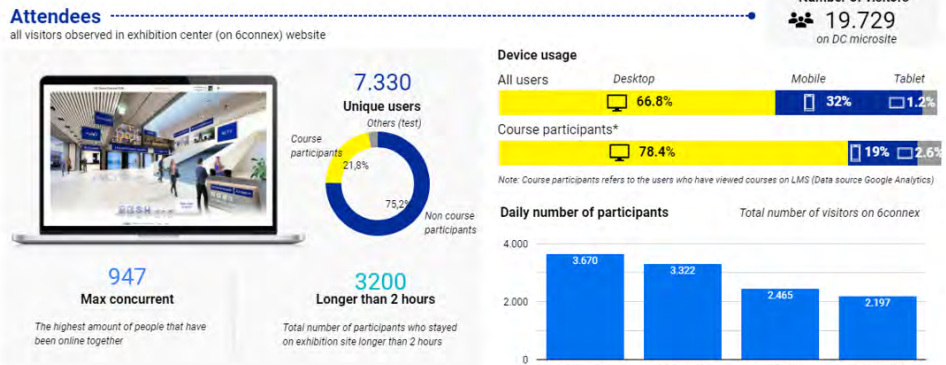 Attendees
all visitors observed in exhibition center (on 6connex) website
Number of visitors
19.729
on DC microsite
7.330
Unique users
Others (test)
Course
participants
21,8%
75,2%
Non course
participants
947
Max concurrent
The highest amount of people that have
been online together
3200
Longer than 2 hours
Total number of participants who stayed
on exhibition site longer than 2 hours
Device usage
All users Desktop Mobile Tablet
66.8% 32% 1.2%
Course participants*
78.4% 19% 2.6%
Note: Course participants refers to the users who have viewed courses on LMS (Data source Google Analytics)
Daily number of participants Total number of visitors on 6connex
4.000
3.670
3.322
2.465
2.197
2.000
0